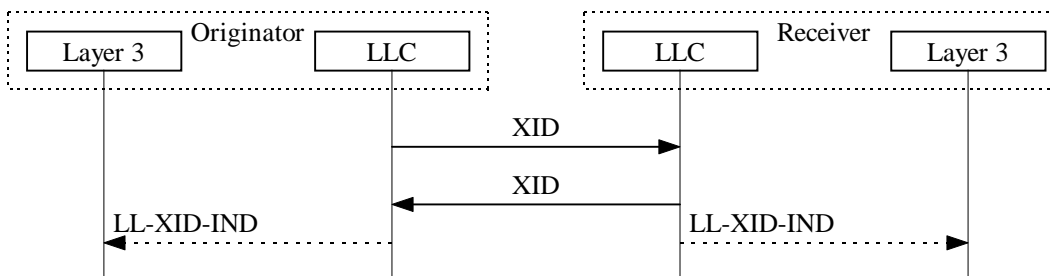 Originator
Receiver
Layer 3
LLC
LLC
Layer 3
XID
XID
LL-XID-IND
LL-XID-IND